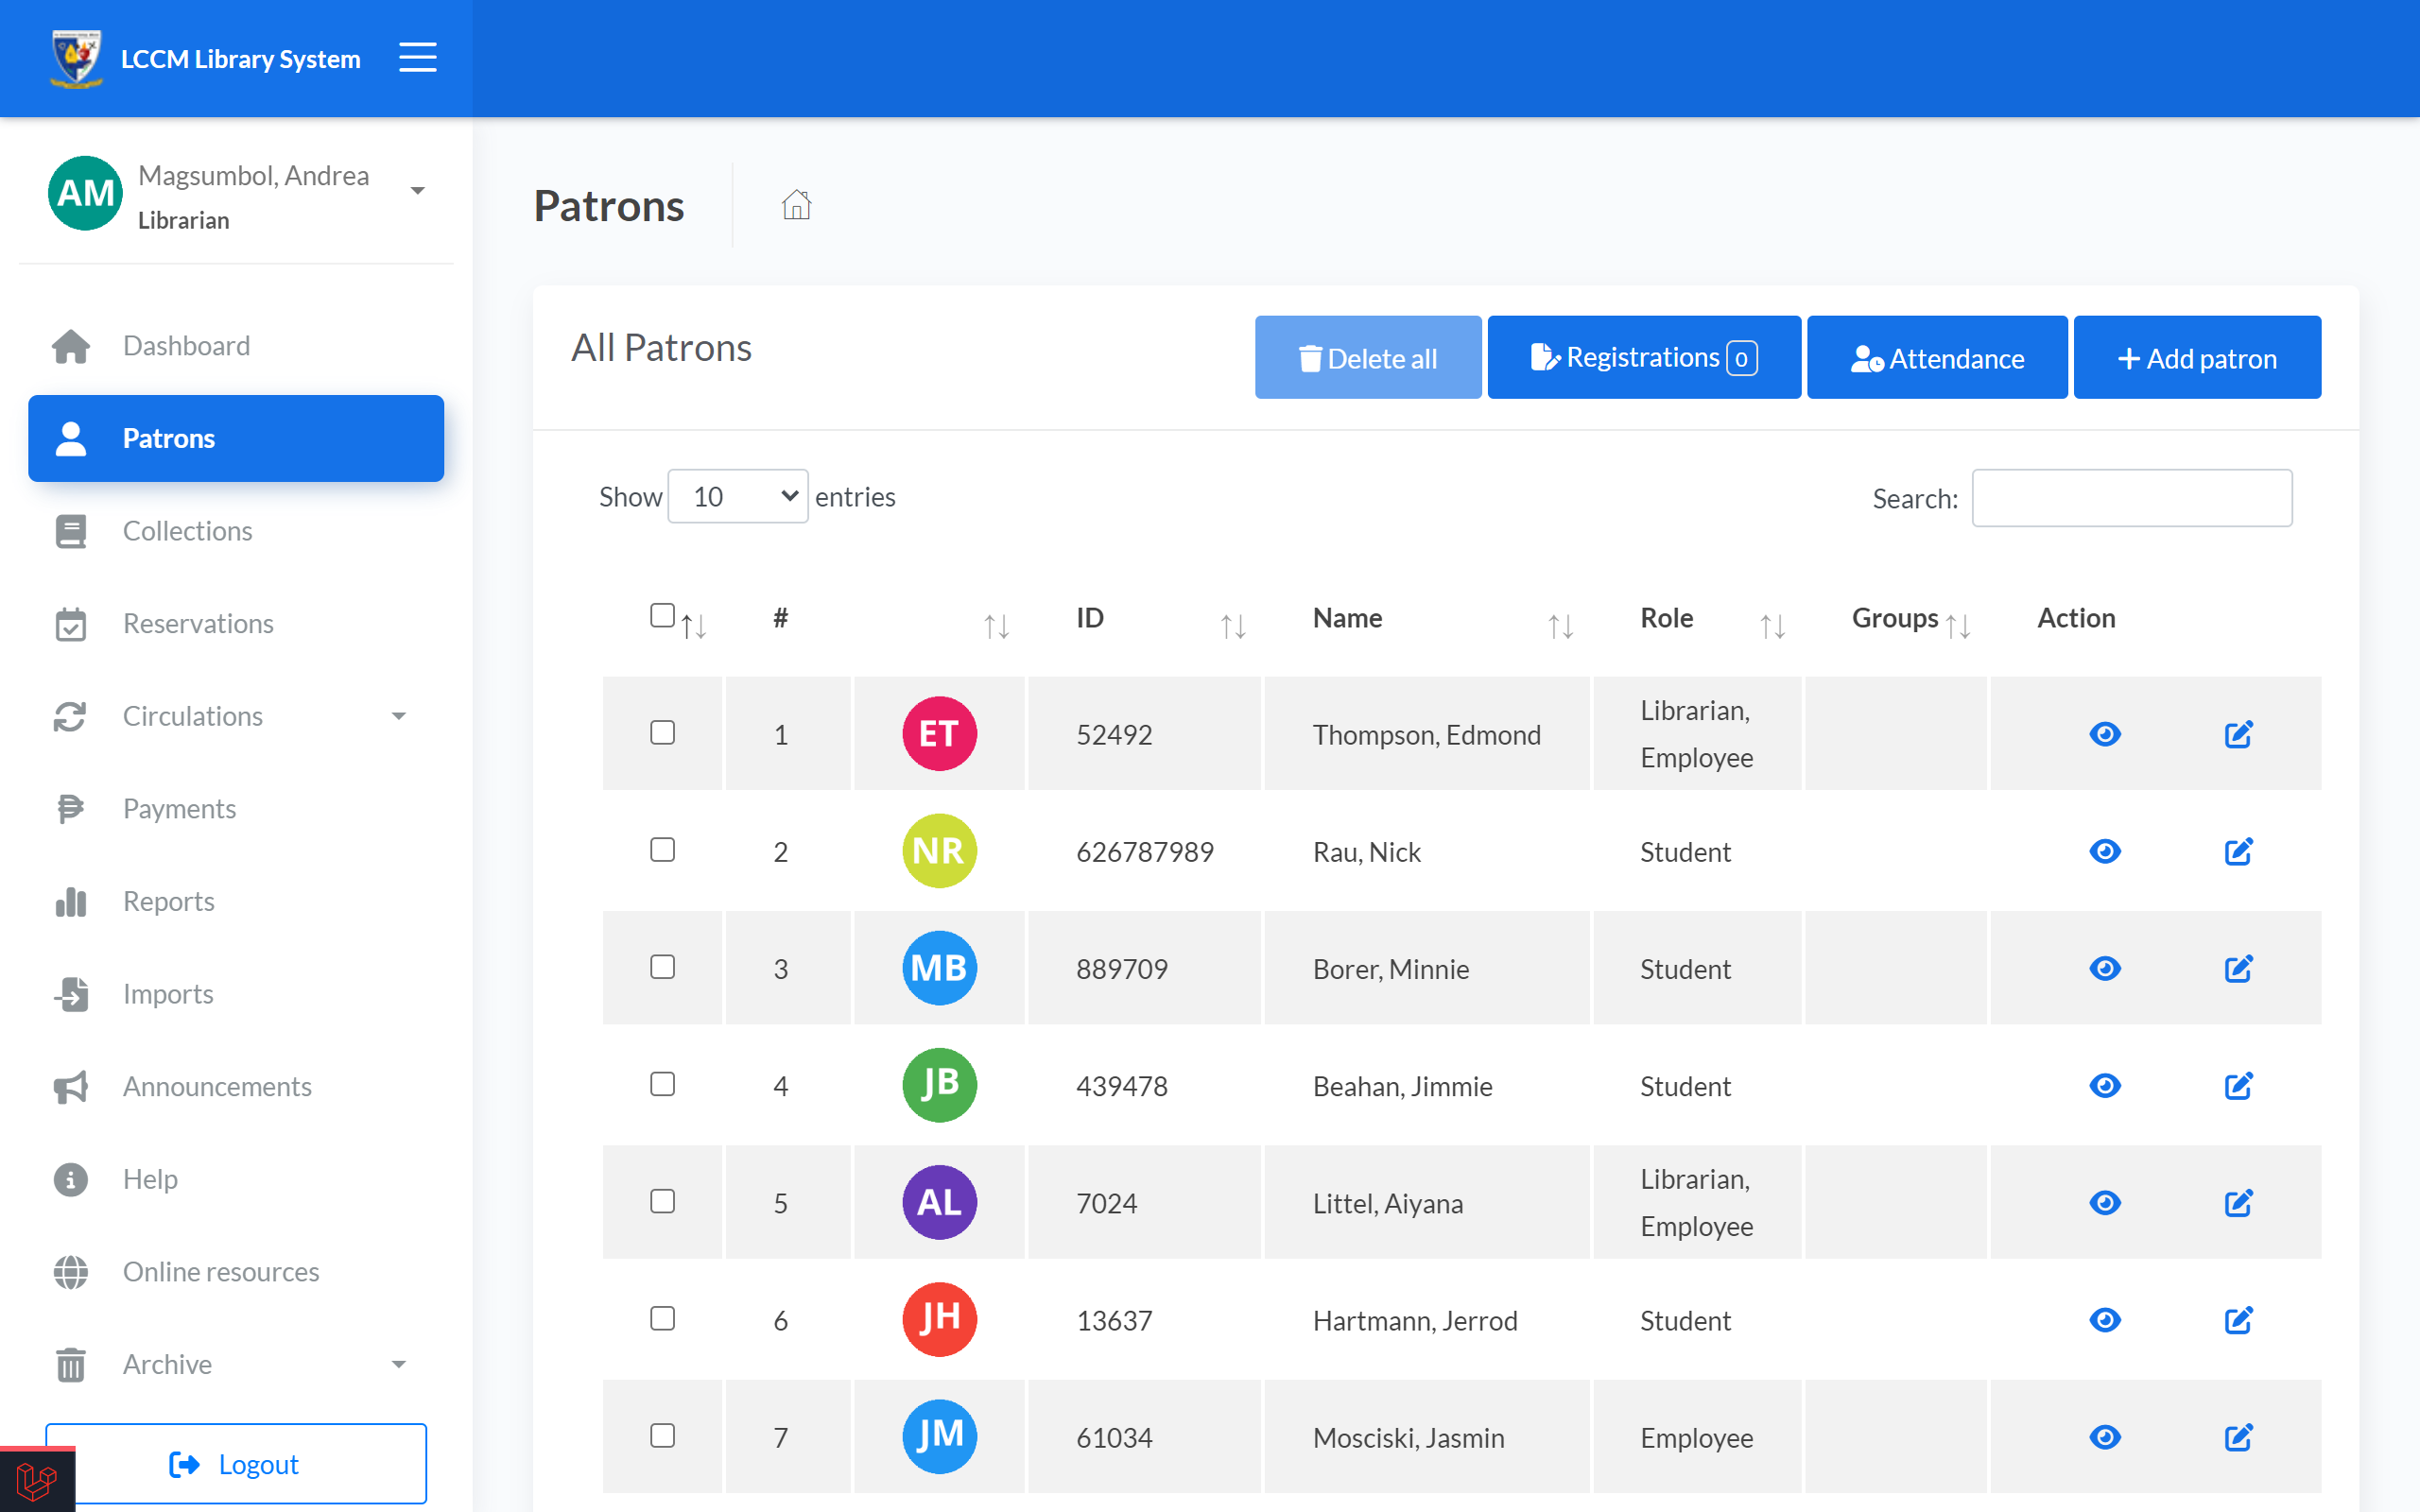 LCCM Library System
AM
Magsumbol, Andrea
Librarian
Dashboard
Patrons
Collections
Reservations
Circulations
Payments
Reports
Imports
Announcements
Help
Online resources
Archive
Logout
Patrons
All Patrons
Delete all
Registrations 0
Attendance
+ Add patron
Show 10 entries
Search:
# ID Name Role Groups Action
1 ET 52492 Thompson, Edmond Librarian,
Employee
2 NR 626787989 Rau, Nick Student
3 MB 889709 Borer, Minnie Student
4 JB 439478 Beahan, Jimmie Student
5 AL 7024 Littel, Aiyana Librarian,
Employee
6 JH 13637 Hartmann, Jerrod Student
7 JM 61034 Mosciski, Jasmin Employee